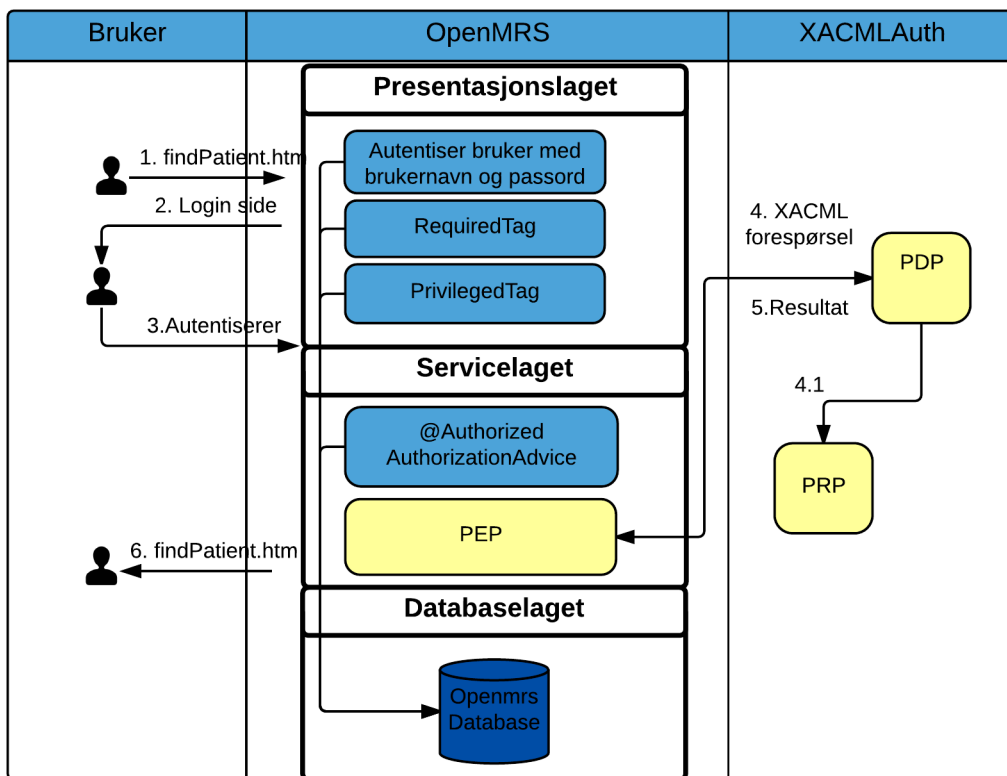 Bruker
OpenMRS
XACMLAuth
Presentasjonslaget
Autentiser bruker med
brukernavn og passord
1. findPatient.htm
2. Login side
RequiredTag
4. XACML
forespørsel
PDP
PrivilegedTag
5.Resultat
3.Autentiserer
Servicelaget
4.1
@Authorized
AuthorizationAdvice
PRP
PEP
6. findPatient.htm
Databaselaget
Openmrs
Database